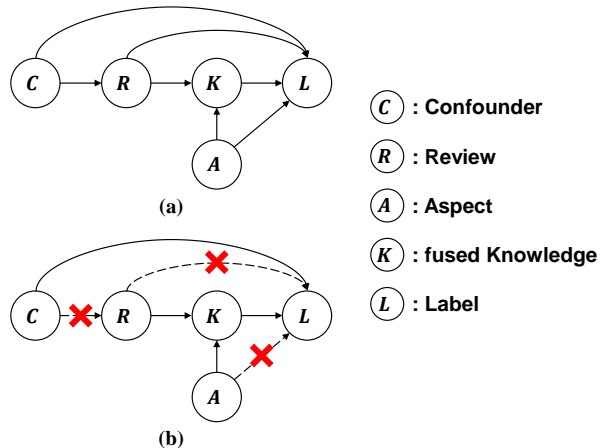 C R K L
A
(a)
C R K L
A
(b)
C : Confounder
R : Review
A : Aspect
K : fused Knowledge
L : Label